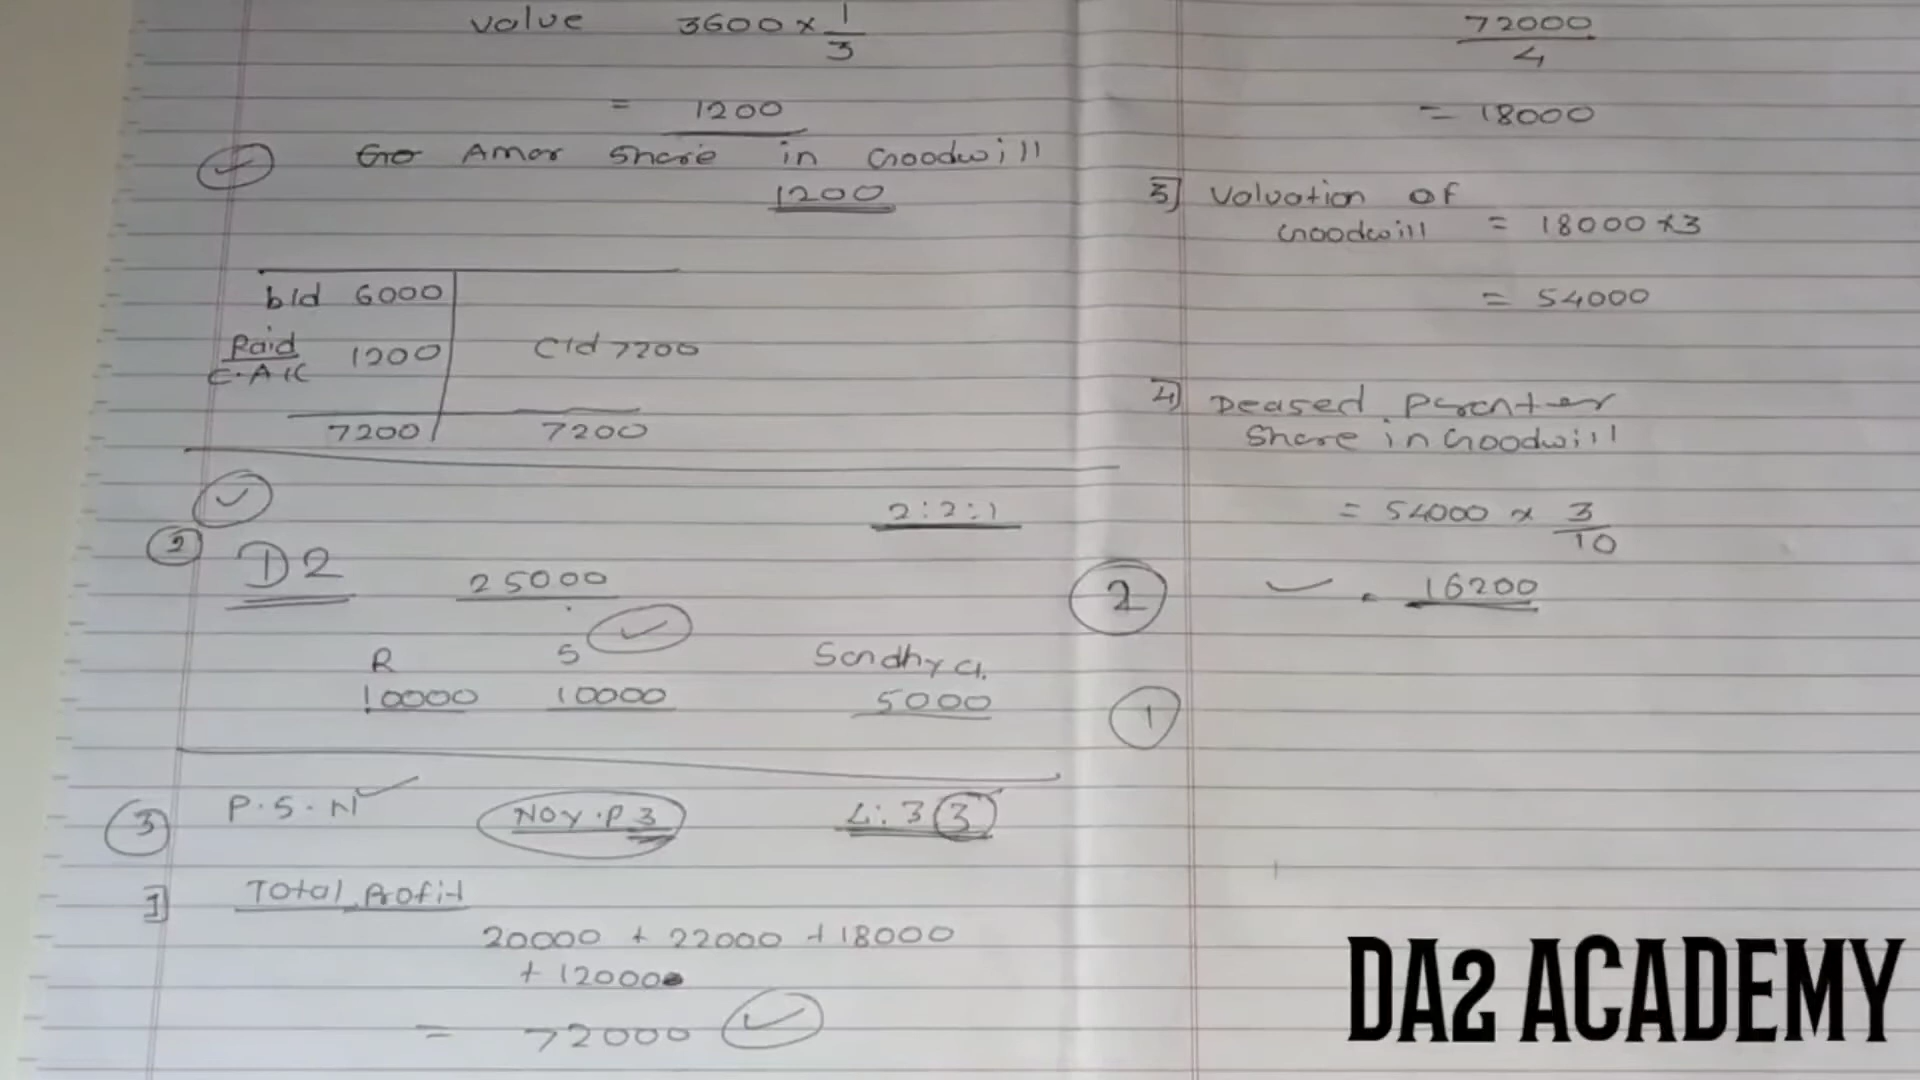 value 3600 × 1/3
= 1200
Amar Share in Goodwill
1200
b/d 6000
Raid 1200 C/d 7200
C.A/C
7200 7200
2:2:1
2 D2 25000
R S Sandhya.
10000 10000 5000
3 P.S.N NOY.P 3 4:3 3
1] Total Profit
20000 + 22000 + 18000
+ 12000
= 72000
72000/4
= 18000
3] Valuation of
Goodwill = 18000 × 3
= 54000
4] Deased Parnter
Share in Goodwill
= 54000 × 3/10
2 = 16200
1
DA2 ACADEMY